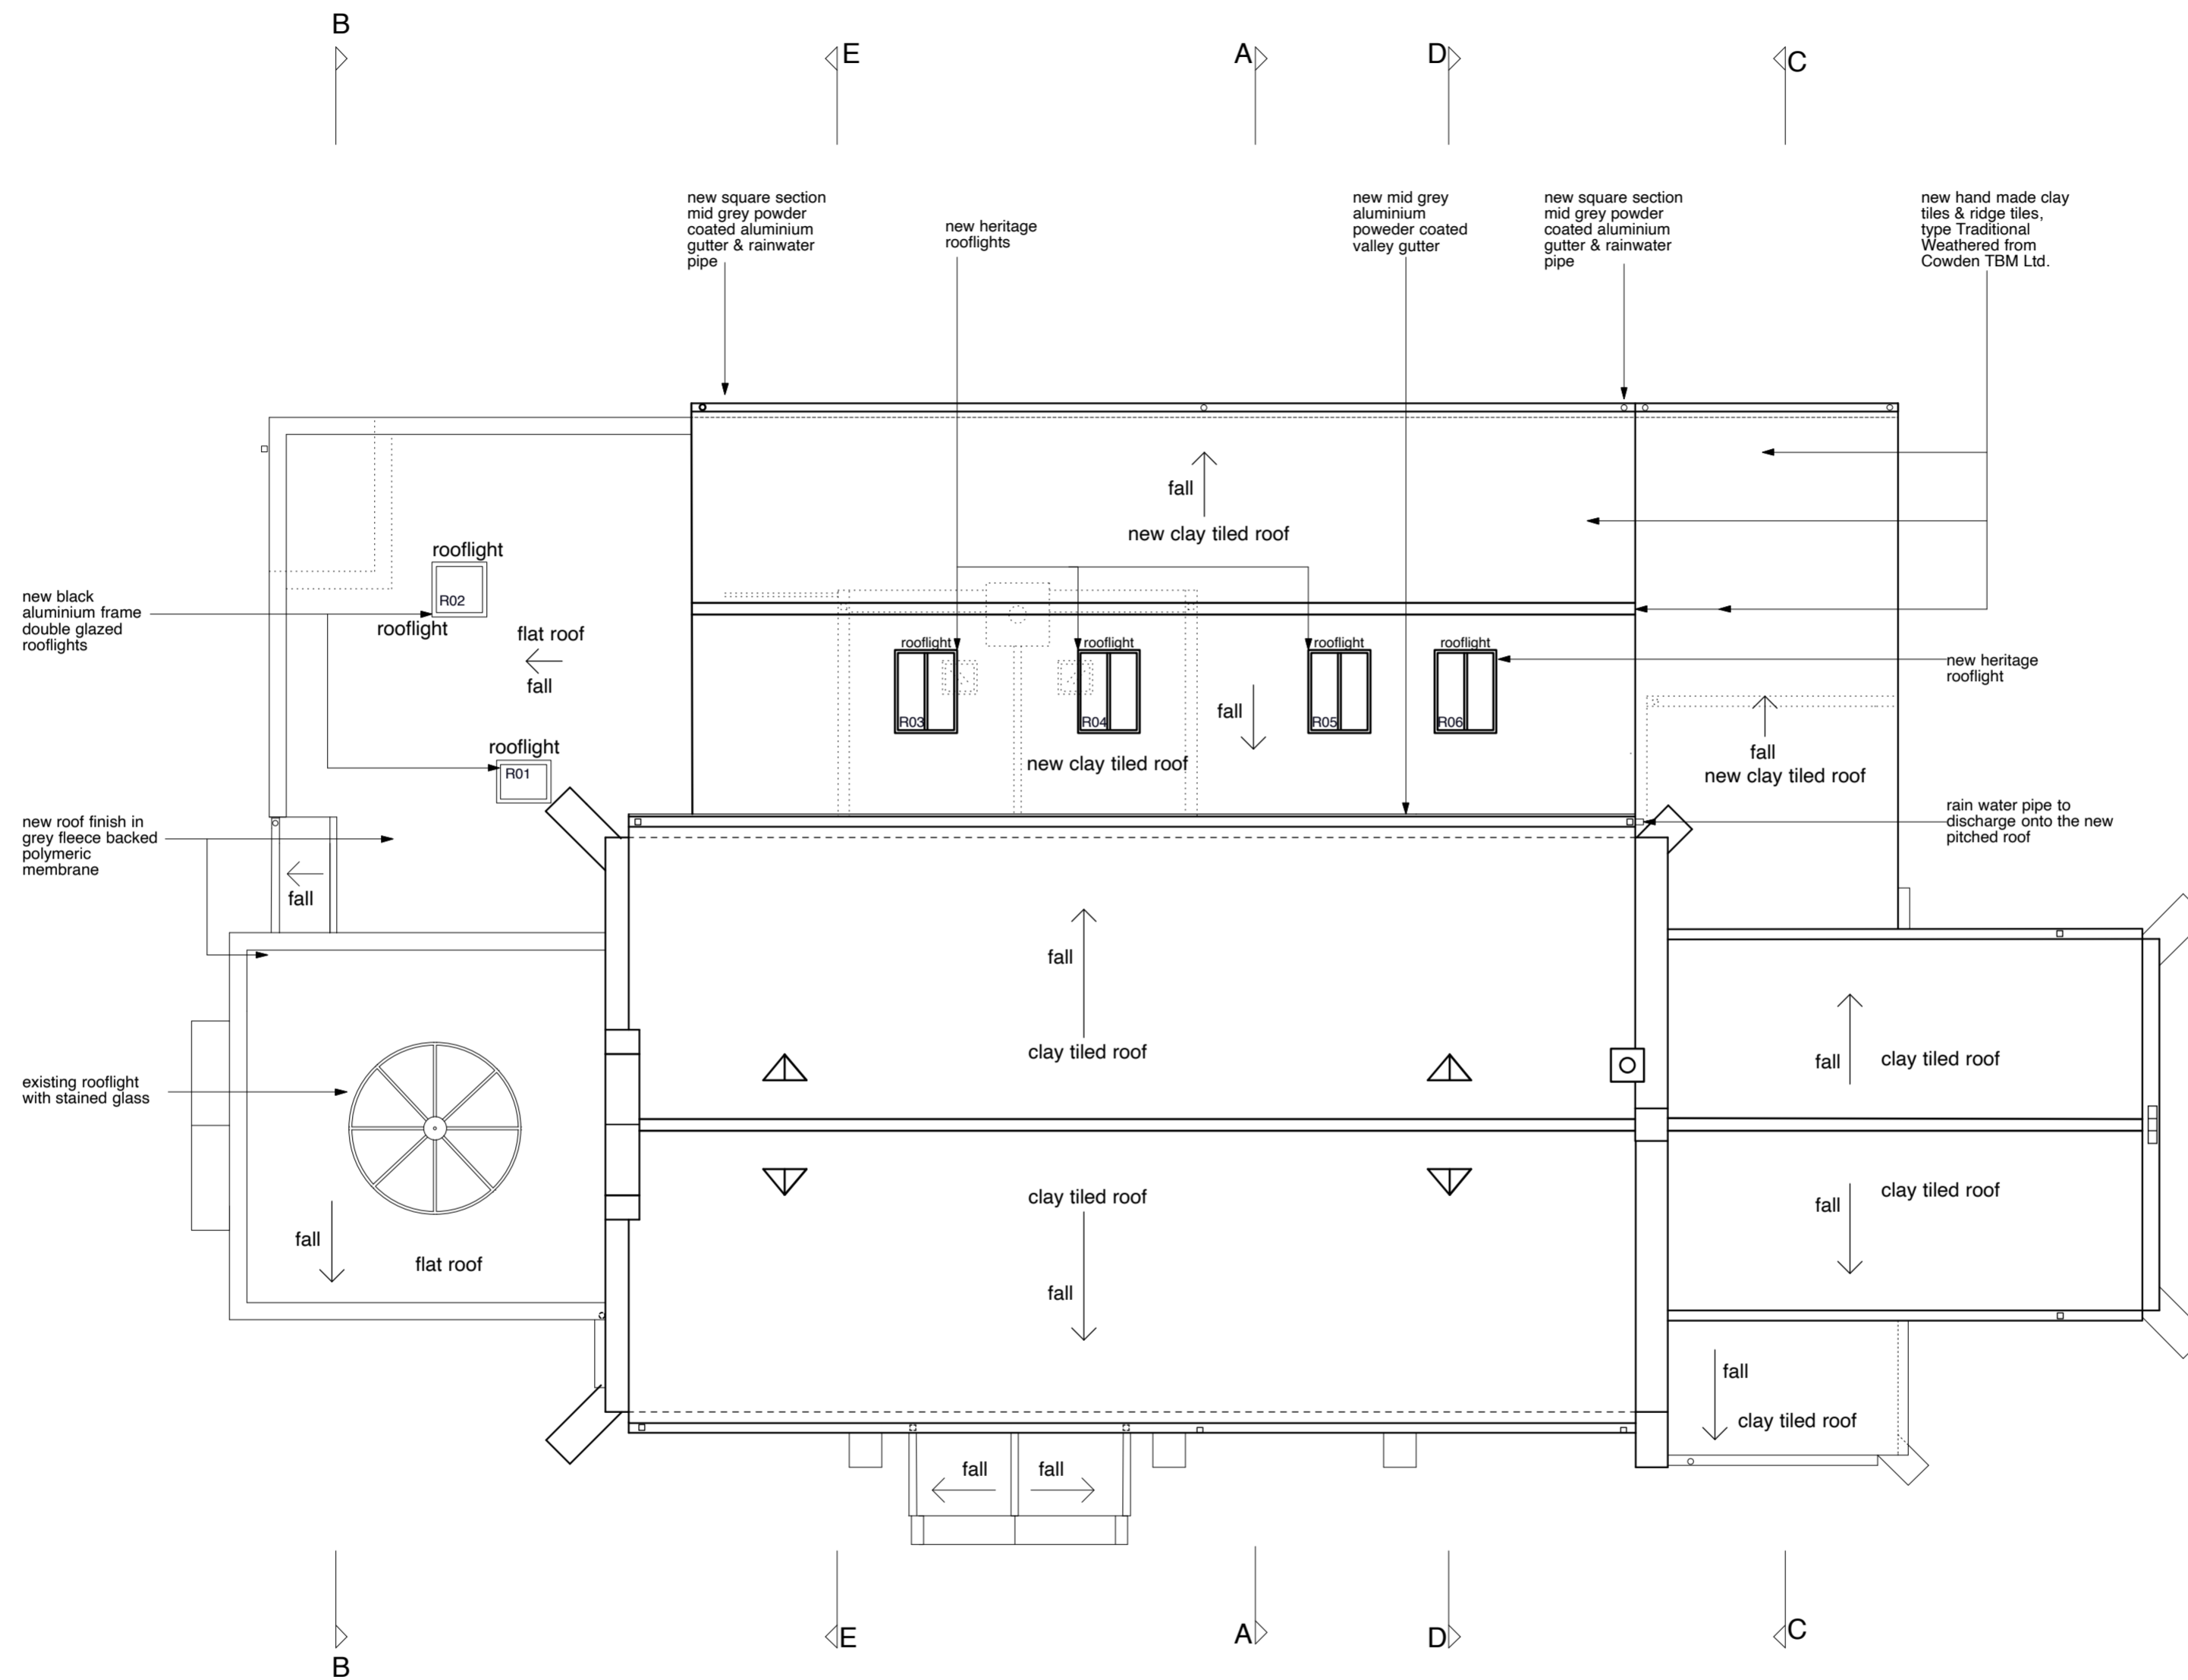 B
E
A
D
C
new square section
mid grey powder
coated aluminium
gutter & rainwater
pipe
new heritage
rooflights
new mid grey
aluminium
poweder coated
valley gutter
new square section
mid grey powder
coated aluminium
gutter & rainwater
pipe
new hand made clay
tiles & ridge tiles,
type Traditional
Weathered from
Cowden TBM Ltd.
fall
new clay tiled roof
rooflight
R02
rooflight
new black
aluminium frame
double glazed
rooflights
flat roof
fall
rooflight
R03
rooflight
R04
rooflight
R05
rooflight
R06
new heritage
rooflight
fall
new clay tiled roof
fall
new clay tiled roof
rooflight
R01
new roof finish in
grey fleece backed
polymeric
membrane
fall
rain water pipe to
discharge onto the new
pitched roof
fall
clay tiled roof
fall
clay tiled roof
existing rooflight
with stained glass
clay tiled roof
fall
clay tiled roof
fall
fall
flat roof
fall
clay tiled roof
fall
fall
B
E
A
D
C